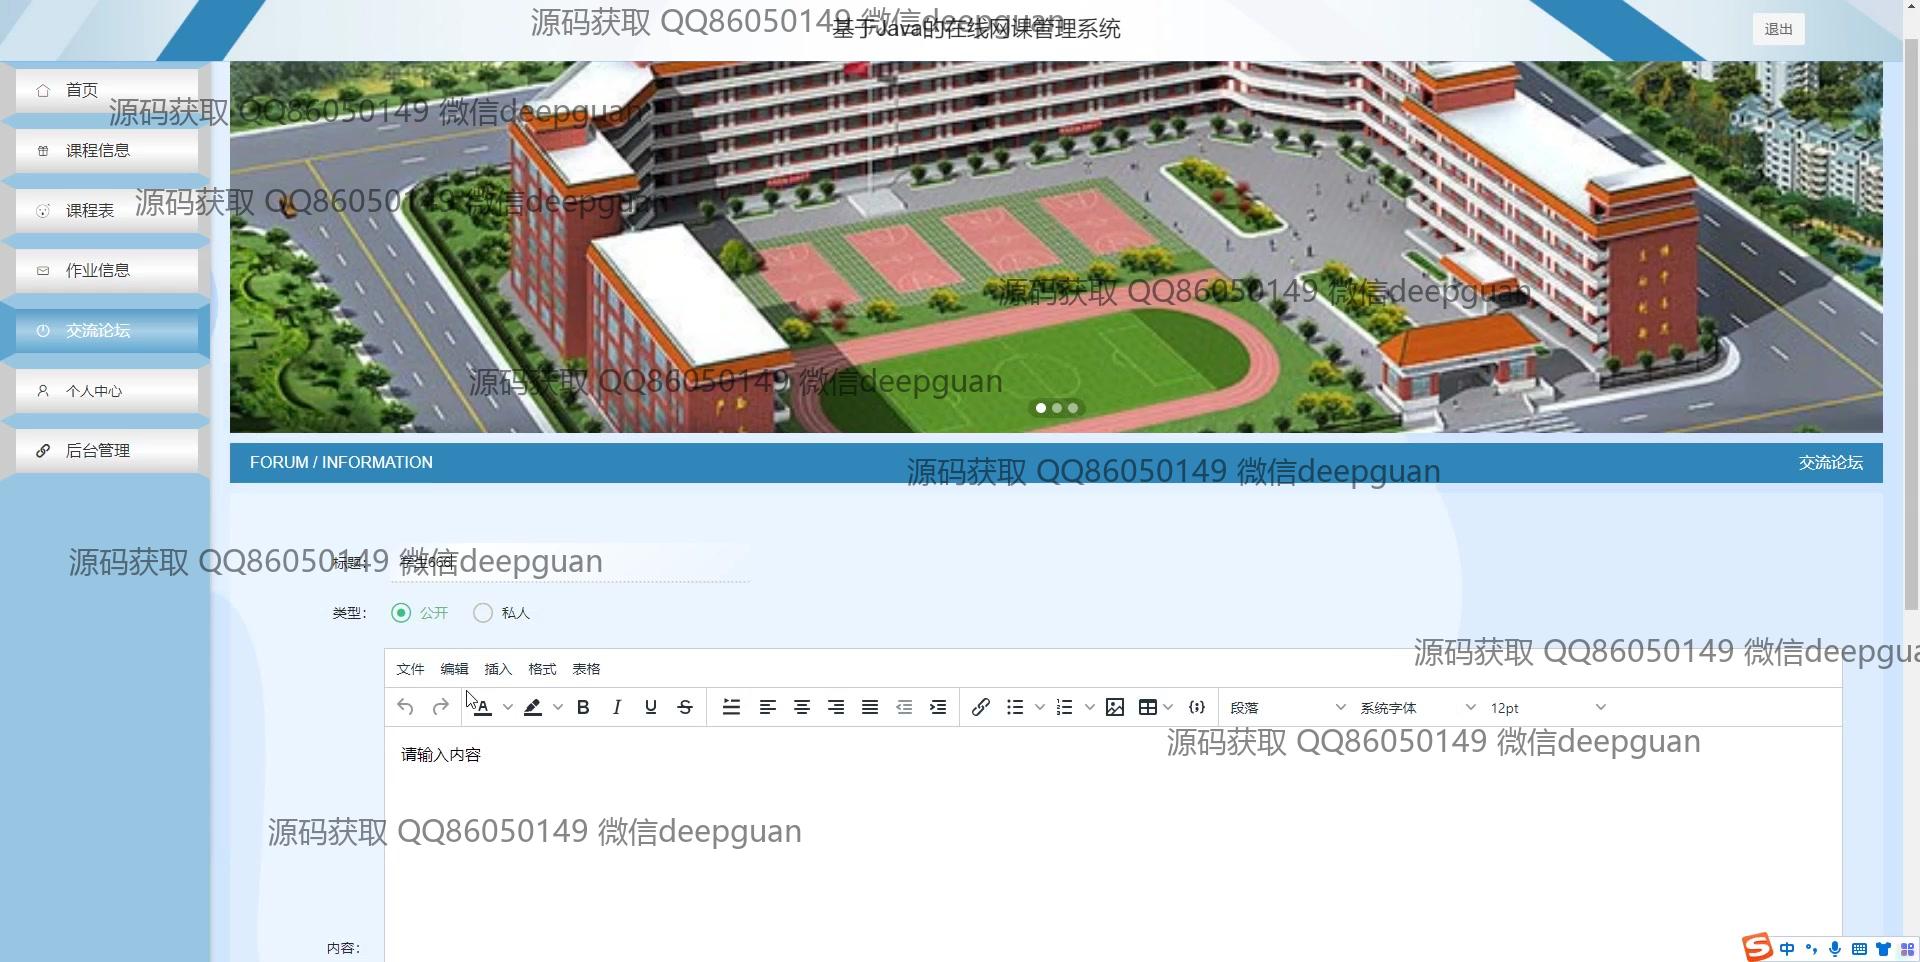 源码获取 QQ86050149 微信deepguan
基于Java的在线网课管理系统
退出
首页
源码获取 QQ86050149 微信deepguan
课程信息
源码获取 QQ86050149 微信deepguan
课程表
作业信息
源码获取 QQ86050149 微信deepguan
交流论坛
源码获取 QQ86050149 微信deepguan
个人中心
后台管理
FORUM / INFORMATION
源码获取 QQ86050149 微信deepguan
交流论坛
源码获取 QQ86050149 微信deepguan
标题:
类型:
公开
私人
源码获取 QQ86050149 微信deepgua
文件 编辑 插入 格式 表格
A B I U S
段落
系统字体
12pt
源码获取 QQ86050149 微信deepguan
请输入内容
源码获取 QQ86050149 微信deepguan
内容:
中